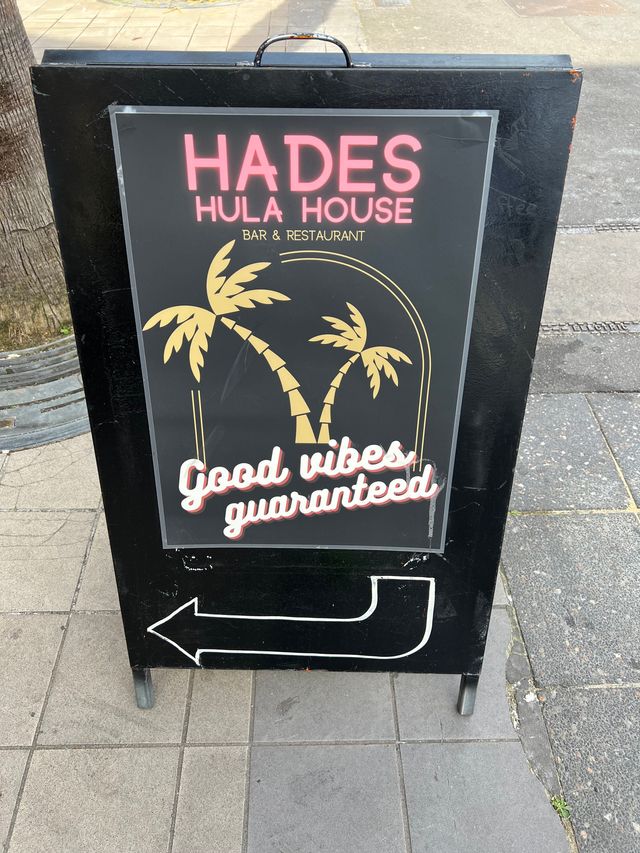 HADES
HULA HOUSE
BAR & RESTAURANT
Good vibes
guaranteed